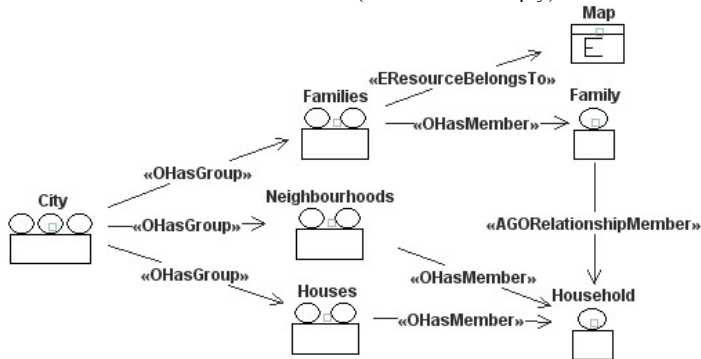 Map
«EResourceBelongsTo»
Families
Family
«OHasMember»
«OHasGroup»
City
Neighbourhoods
«OHasGroup»
«AGORelationshipMember»
«OHasGroup»
«OHasMember»
Houses
Household
«OHasMember»